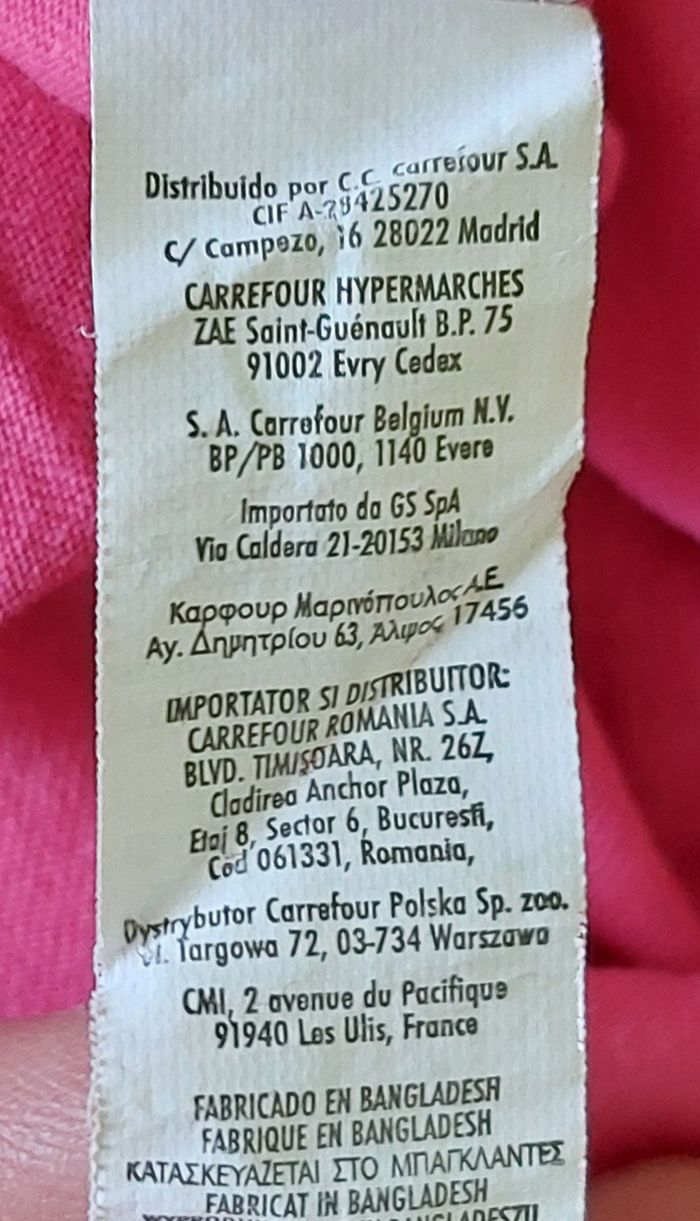 Distribuido por C.C. Carrefour S.A.
CIF A-28425270
C/ Campezo, 16 28022 Madrid
CARREFOUR HYPERMARCHES
ZAE Saint-Guénault B.P. 75
91002 Evry Cedex
S. A. Carrefour Belgium N.V.
BP/PB 1000, 1140 Evere
Importato da GS SpA
Via Caldera 21-20153 Milano
Καρφουρ Μαρινόπουλος Α.Ε
Αγ. Δημητρίου 63, Άλιμος 17456
IMPORTATOR SI DISTRIBUITOR:
CARREFOUR ROMANIA S.A.
BLVD. TIMISOARA, NR. 26Z,
Cladirea Anchor Plaza,
Etaj 8, Sector 6, Bucuresti,
Cod 061331, Romania,
Dystrybutor Carrefour Polska Sp. zoo.
Ul. Targowa 72, 03-734 Warszawa
CMI, 2 avenue du Pacifique
91940 Les Ulis, France
FABRICADO EN BANGLADESH
FABRIQUE EN BANGLADESH
ΚΑΤΑΣΚΕΥΑΖΕΤΑΙ ΣΤΟ ΜΠΑΓΚΛΑΝΤΕΣ
FABRICAT IN BANGLADESH